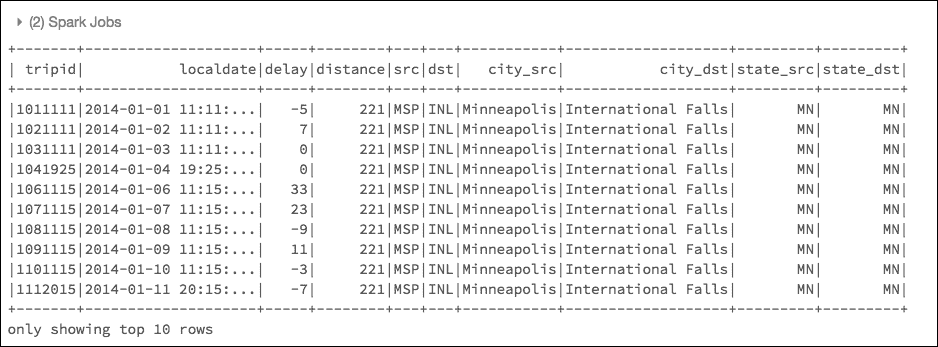 (2) Spark Jobs
+-------+--------------------+-----+--------+---+---+-----------+-------------------+---------+---------+
| tripid|           localdate|delay|distance|src|dst|   city_src|           city_dst|state_src|state_dst|
+-------+--------------------+-----+--------+---+---+-----------+-------------------+---------+---------+
|1011111|2014-01-01 11:11:...|   -5|     221|MSP|INL|Minneapolis|International Falls|       MN|       MN|
|1021111|2014-01-02 11:11:...|    7|     221|MSP|INL|Minneapolis|International Falls|       MN|       MN|
|1031111|2014-01-03 11:11:...|    0|     221|MSP|INL|Minneapolis|International Falls|       MN|       MN|
|1041925|2014-01-04 19:25:...|    0|     221|MSP|INL|Minneapolis|International Falls|       MN|       MN|
|1061115|2014-01-06 11:15:...|   33|     221|MSP|INL|Minneapolis|International Falls|       MN|       MN|
|1071115|2014-01-07 11:15:...|   23|     221|MSP|INL|Minneapolis|International Falls|       MN|       MN|
|1081115|2014-01-08 11:15:...|   -9|     221|MSP|INL|Minneapolis|International Falls|       MN|       MN|
|1091115|2014-01-09 11:15:...|   11|     221|MSP|INL|Minneapolis|International Falls|       MN|       MN|
|1101115|2014-01-10 11:15:...|   -3|     221|MSP|INL|Minneapolis|International Falls|       MN|       MN|
|1112015|2014-01-11 20:15:...|   -7|     221|MSP|INL|Minneapolis|International Falls|       MN|       MN|
+-------+--------------------+-----+--------+---+---+-----------+-------------------+---------+---------+
only showing top 10 rows